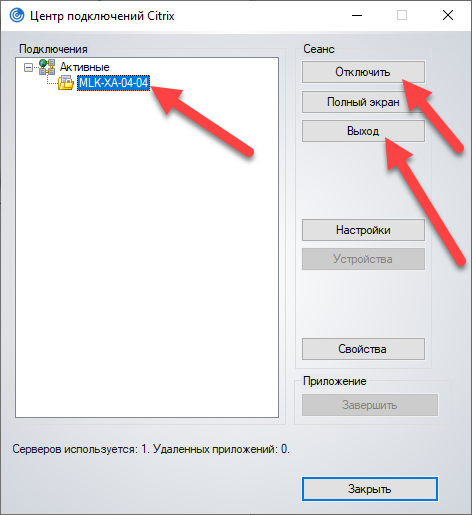 Центр подключений Citrix
Подключения
Активные
MLK-XA-04-04
Сеанс
Отключить
Полный экран
Выход
Настройки
Устройства
Свойства
Приложение
Завершить
Серверов используется: 1. Удаленных приложений: 0.
Закрыть